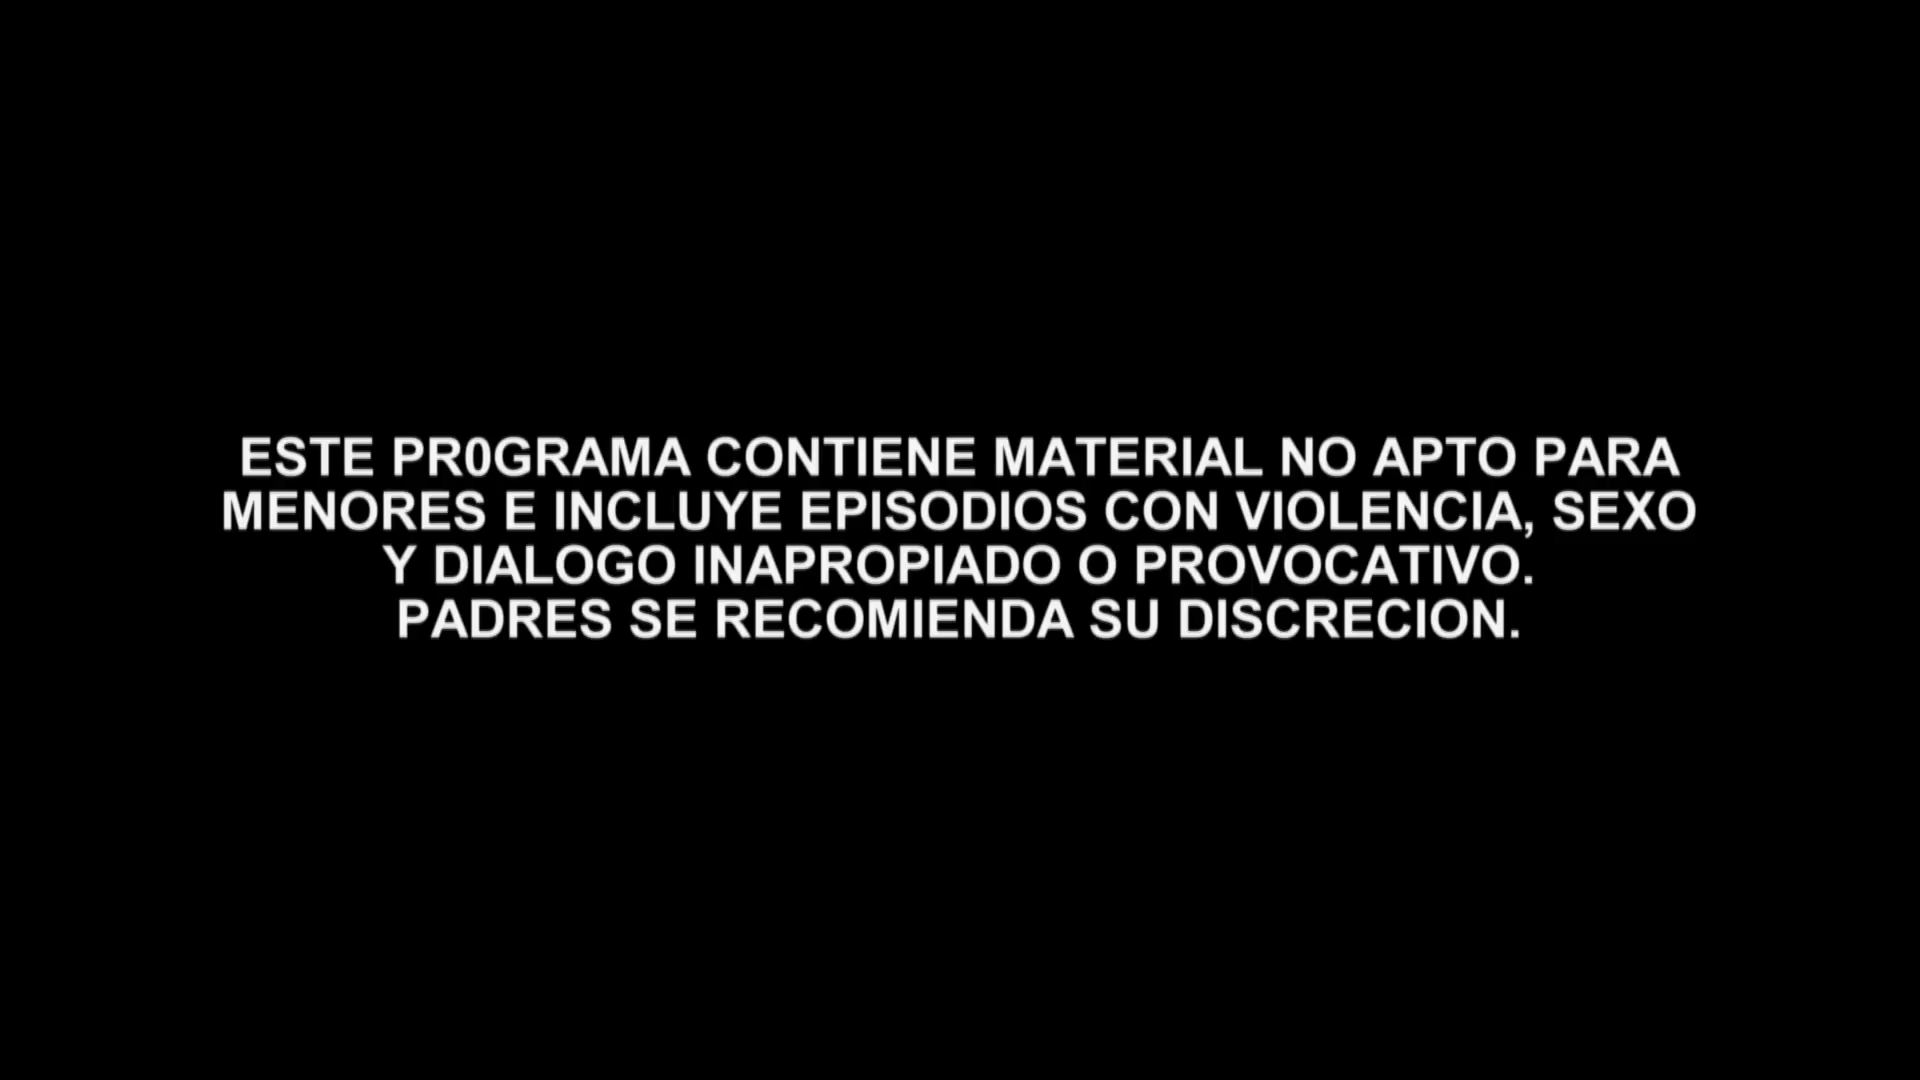 ESTE PR0GRAMA CONTIENE MATERIAL NO APTO PARA
MENORES E INCLUYE EPISODIOS CON VIOLENCIA, SEXO
Y DIALOGO INAPROPIADO O PROVOCATIVO.
PADRES SE RECOMIENDA SU DISCRECION.